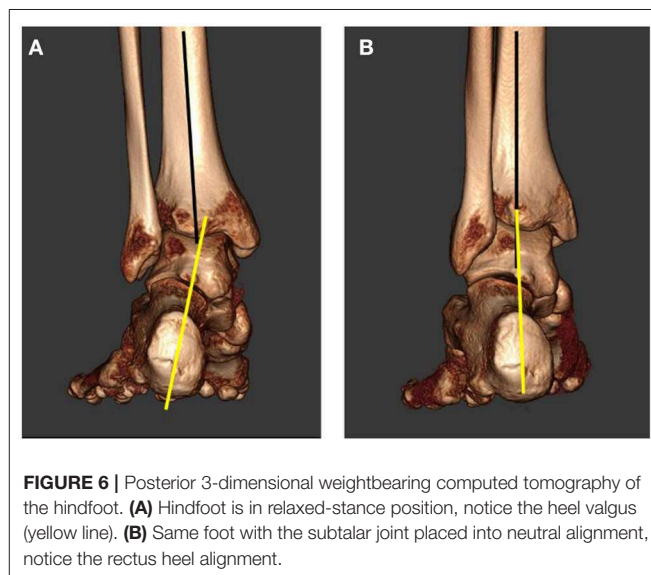 A
B
FIGURE 6 | Posterior 3-dimensional weightbearing computed tomography of
the hindfoot. (A) Hindfoot is in relaxed-stance position, notice the heel valgus
(yellow line). (B) Same foot with the subtalar joint placed into neutral alignment,
notice the rectus heel alignment.